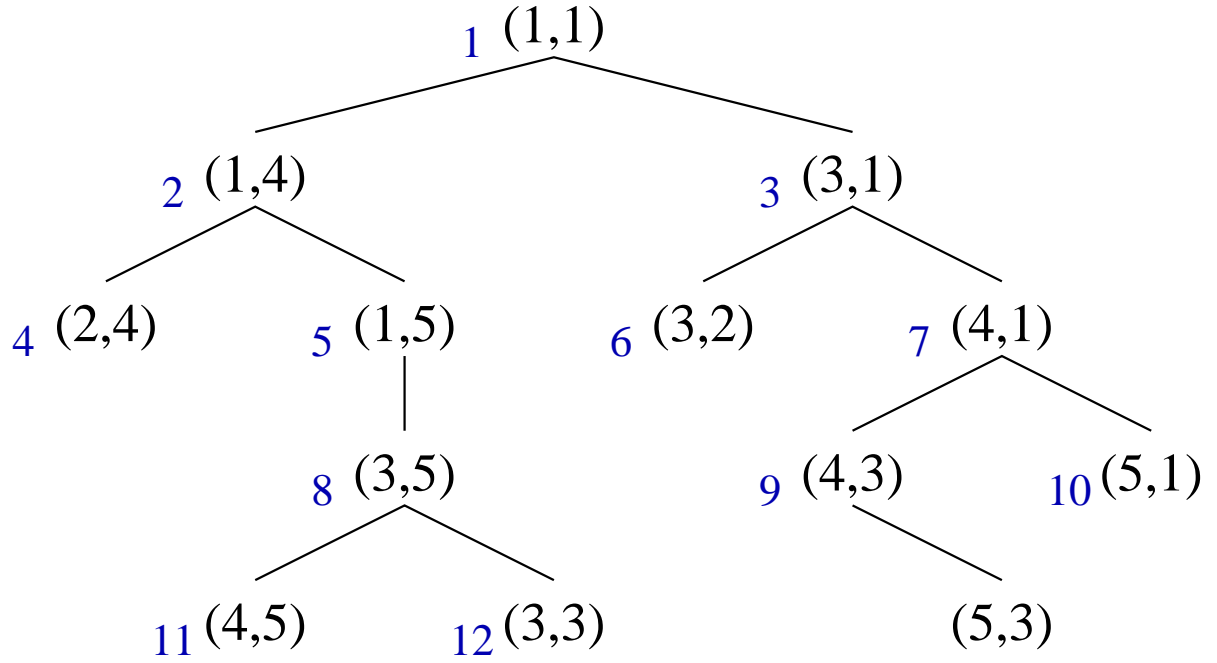 1 (1,1)
2 (1,4) 3 (3,1)
4 (2,4) 5 (1,5) 6 (3,2) 7 (4,1)
8 (3,5) 9 (4,3) 10 (5,1)
11 (4,5) 12 (3,3) (5,3)